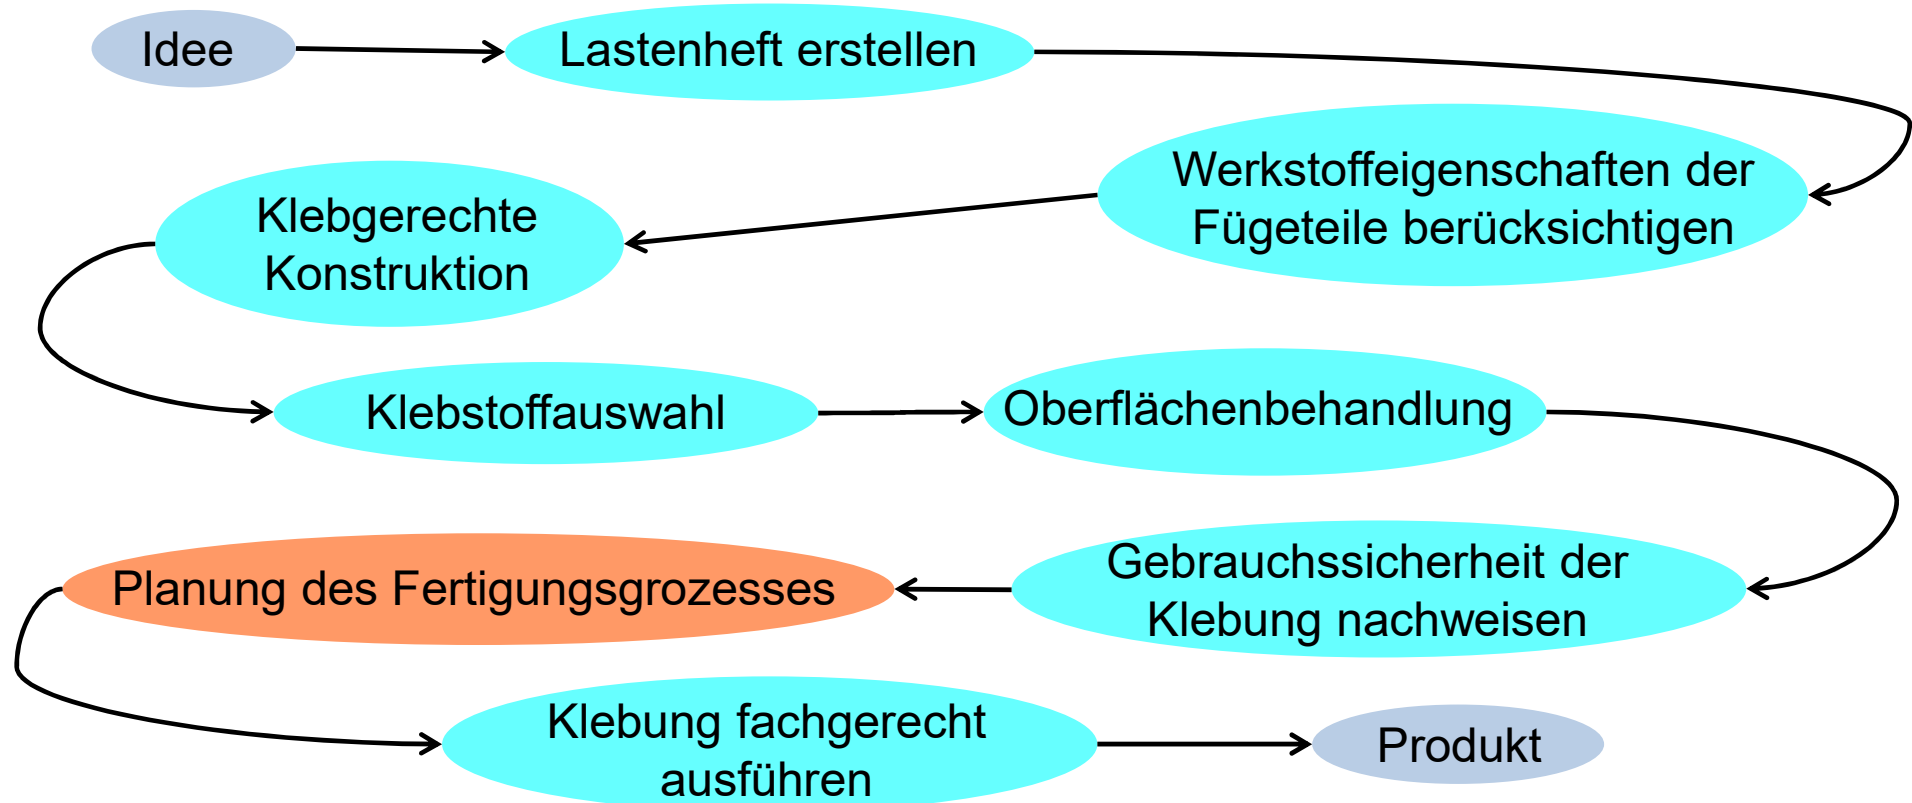 Idee
Lastenheft erstellen
Werkstoffeigenschaften der
Fügeteile berücksichtigen
Klebgerechte
Konstruktion
Klebstoffauswahl
Oberflächenbehandlung
Gebrauchssicherheit der
Klebung nachweisen
Planung des Fertigungsgrozesses
Klebung fachgerecht
ausführen
Produkt